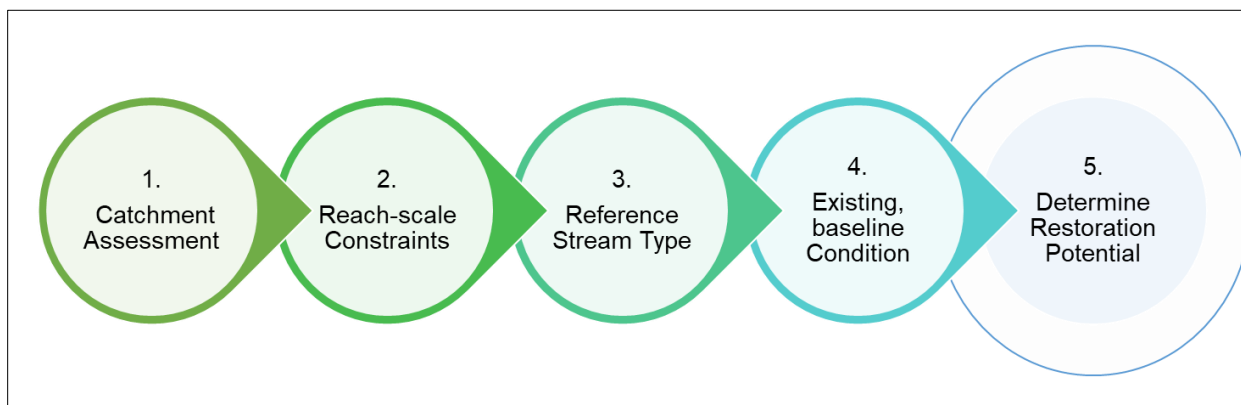 1.
Catchment
Assessment
2.
Reach-scale
Constraints
3.
Reference
Stream Type
4.
Existing,
baseline
Condition
5.
Determine
Restoration
Potential